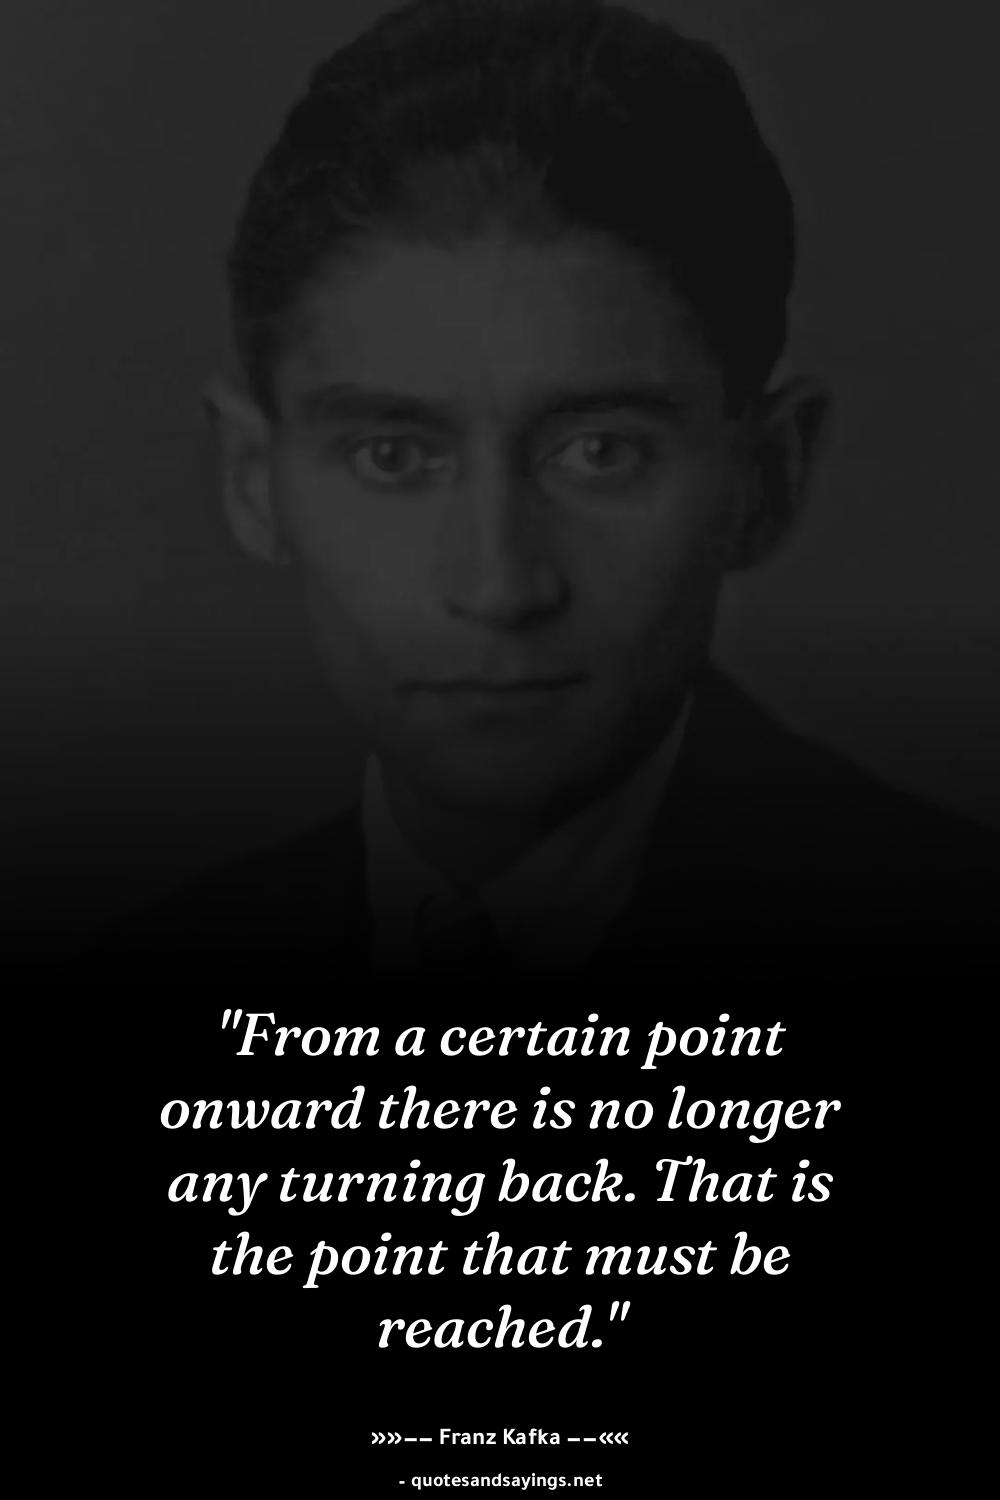 "From a certain point
onward there is no longer
any turning back. That is
the point that must be
reached."
»»−− Franz Kafka −−««
- quotesandsayings.net